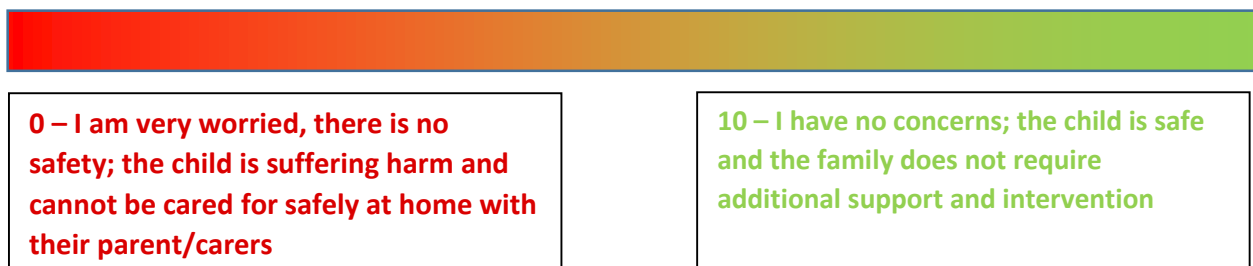 0 – I am very worried, there is no
safety; the child is suffering harm and
cannot be cared for safely at home with
their parent/carers
10 – I have no concerns; the child is safe
and the family does not require
additional support and intervention